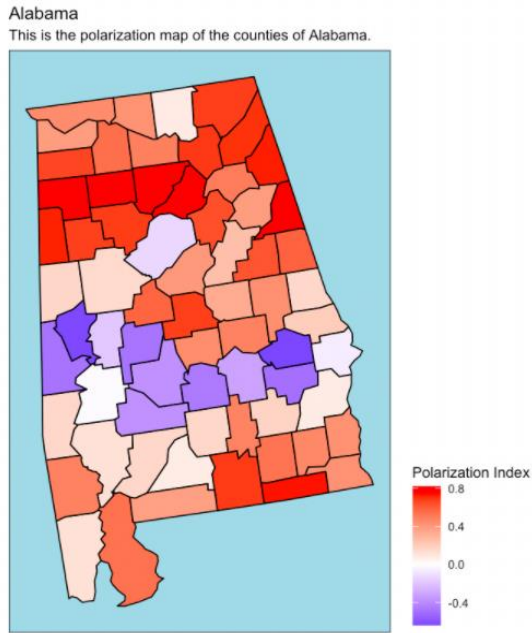 Alabama
This is the polarization map of the counties of Alabama.
Polarization Index
0.8
0.4
0.0
-0.4